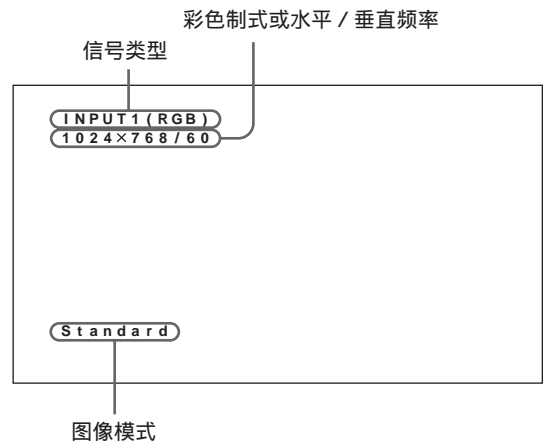 彩色制式或水平 / 垂直频率
信号类型
INPUT1(RGB)
1024×768/60
Standard
图像模式